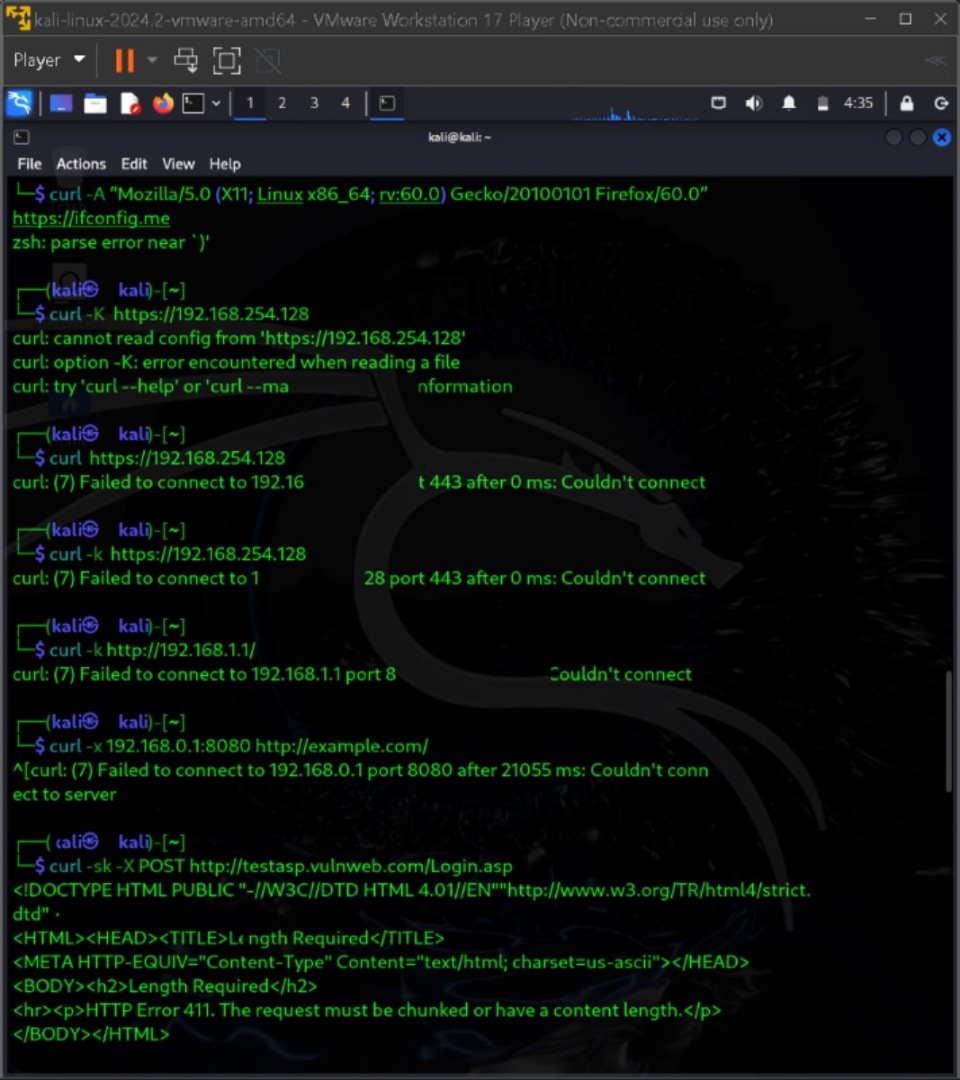 kali-linux-2024.2-vmware-amd64 - VMware Workstation 17 Player (Non-commercial use only)
Player
1 2 3 4 4:35
kali@kali: ~
File Actions Edit View Help
└─$ curl -A "Mozilla/5.0 (X11; Linux x86_64; rv:60.0) Gecko/20100101 Firefox/60.0"
https://ifconfig.me
zsh: parse error near `)'
┌──(kali㉿ kali)-[~]
└─$ curl -K https://192.168.254.128
curl: cannot read config from 'https://192.168.254.128'
curl: option -K: error encountered when reading a file
curl: try 'curl --help' or 'curl --ma nformation
┌──(kali㉿ kali)-[~]
└─$ curl https://192.168.254.128
curl: (7) Failed to connect to 192.16 t 443 after 0 ms: Couldn't connect
┌──(kali㉿ kali)-[~]
└─$ curl -k https://192.168.254.128
curl: (7) Failed to connect to 1 28 port 443 after 0 ms: Couldn't connect
┌──(kali㉿ kali)-[~]
└─$ curl -k http://192.168.1.1/
curl: (7) Failed to connect to 192.168.1.1 port 8 Couldn't connect
┌──(kali㉿ kali)-[~]
└─$ curl -x 192.168.0.1:8080 http://example.com/
^[curl: (7) Failed to connect to 192.168.0.1 port 8080 after 21055 ms: Couldn't conn
ect to server
┌──( ali㉿ kali)-[~]
└─$ curl -sk -X POST http://testasp.vulnweb.com/Login.asp
<!DOCTYPE HTML PUBLIC "-//W3C//DTD HTML 4.01//EN""http://www.w3.org/TR/html4/strict.
dtd"
<HTML><HEAD><TITLE>Length Required</TITLE>
<META HTTP-EQUIV="Content-Type" Content="text/html; charset=us-ascii"></HEAD>
<BODY><h2>Length Required</h2>
<hr><p>HTTP Error 411. The request must be chunked or have a content length.</p>
</BODY></HTML>